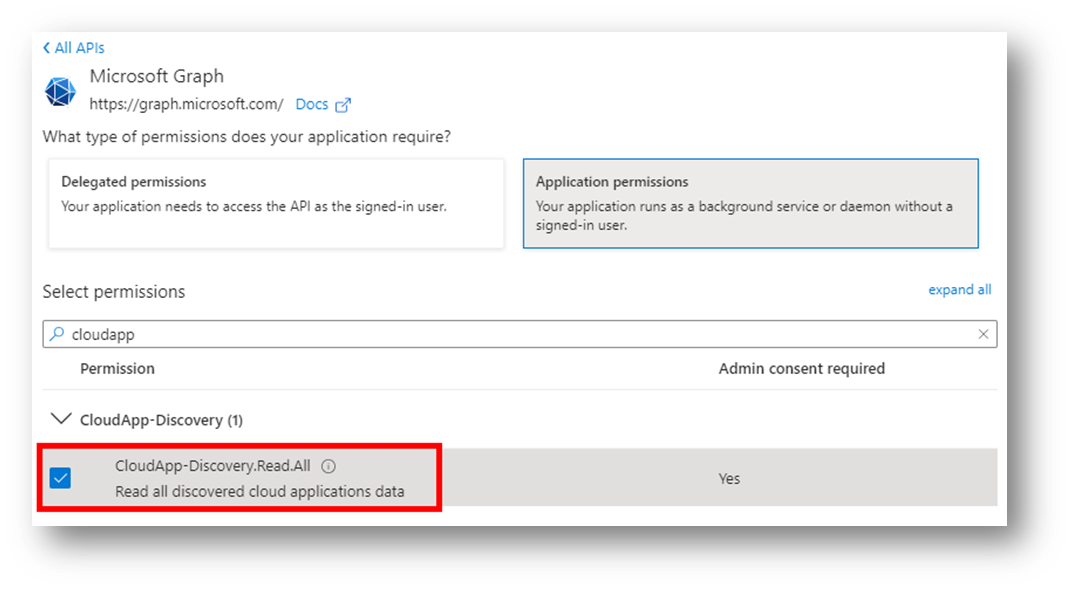 All APIs
Microsoft Graph
https://graph.microsoft.com/ Docs
What type of permissions does your application require?
Delegated permissions
Your application needs to access the API as the signed-in user.
Application permissions
Your application runs as a background service or daemon without a
signed-in user.
Select permissions
expand all
cloudapp
Permission
Admin consent required
CloudApp-Discovery (1)
CloudApp-Discovery.Read.All
Read all discovered cloud applications data
Yes